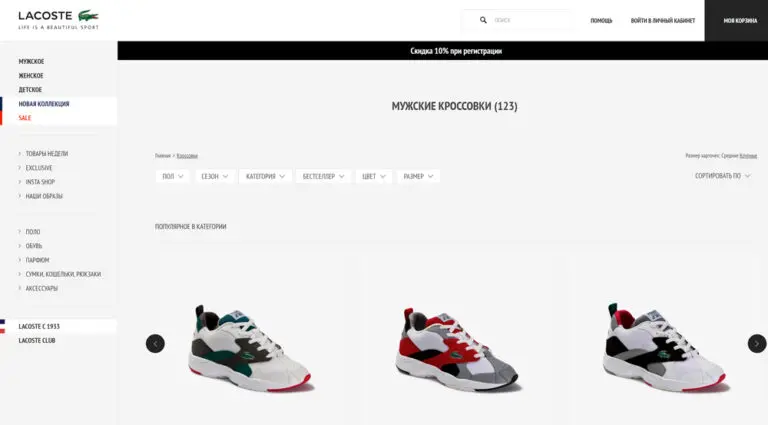 LACOSTE
LIFE IS A BEAUTIFUL SPORT
ПОИСК
ПОМОЩЬ
ВОЙТИ В ЛИЧНЫЙ КАБИНЕТ
МОЯ КОРЗИНА
Скидка 10% при регистрации
МУЖСКОЕ
ЖЕНСКОЕ
ДЕТСКОЕ
НОВАЯ КОЛЛЕКЦИЯ
SALE
ТОВАРЫ НЕДЕЛИ
EXCLUSIVE
INSTA SHOP
НАШИ ОБРАЗЫ
ПОЛО
ОБУВЬ
ПАРФЮМ
СУМКИ, КОШЕЛЬКИ, РЮКЗАКИ
АКСЕССУАРЫ
LACOSTE С 1933
LACOSTE CLUB
МУЖСКИЕ КРОССОВКИ (123)
Главная > Кроссовки
Размер карточек: Средние Крупные
ПОЛ
СЕЗОН
КАТЕГОРИЯ
БЕСТСЕЛЛЕР
ЦВЕТ
РАЗМЕР
СОРТИРОВАТЬ ПО
ПОПУЛЯРНОЕ В КАТЕГОРИИ